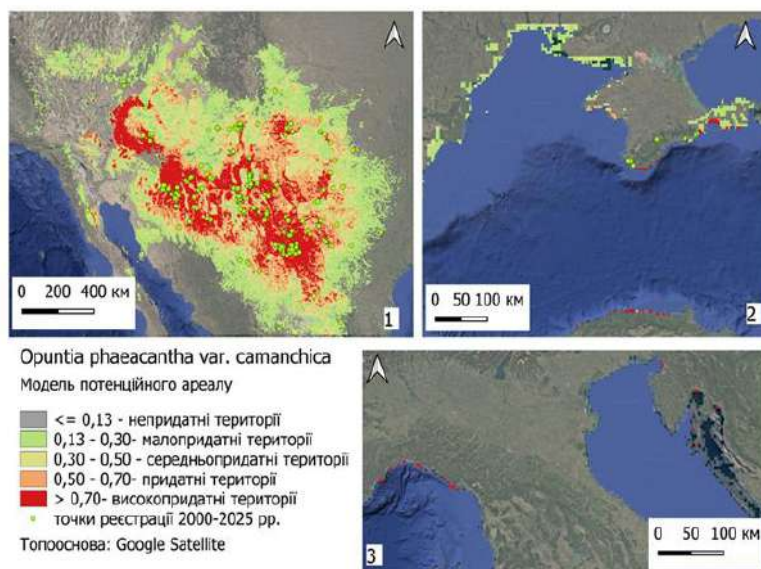 0 200 400 км
1
0 50 100 км
2
Opuntia phaeacantha var. camanchica
Модель потенційного ареалу
<= 0,13 - непридатні території
0,13 - 0,30- малопридатні території
0,30 - 0,50 - середньопридатні території
0,50 - 0,70- придатні території
> 0,70- високопридатні території
точки реєстрації 2000-2025 рр.
Топооснова: Google Satellite
3
0 50 100 км